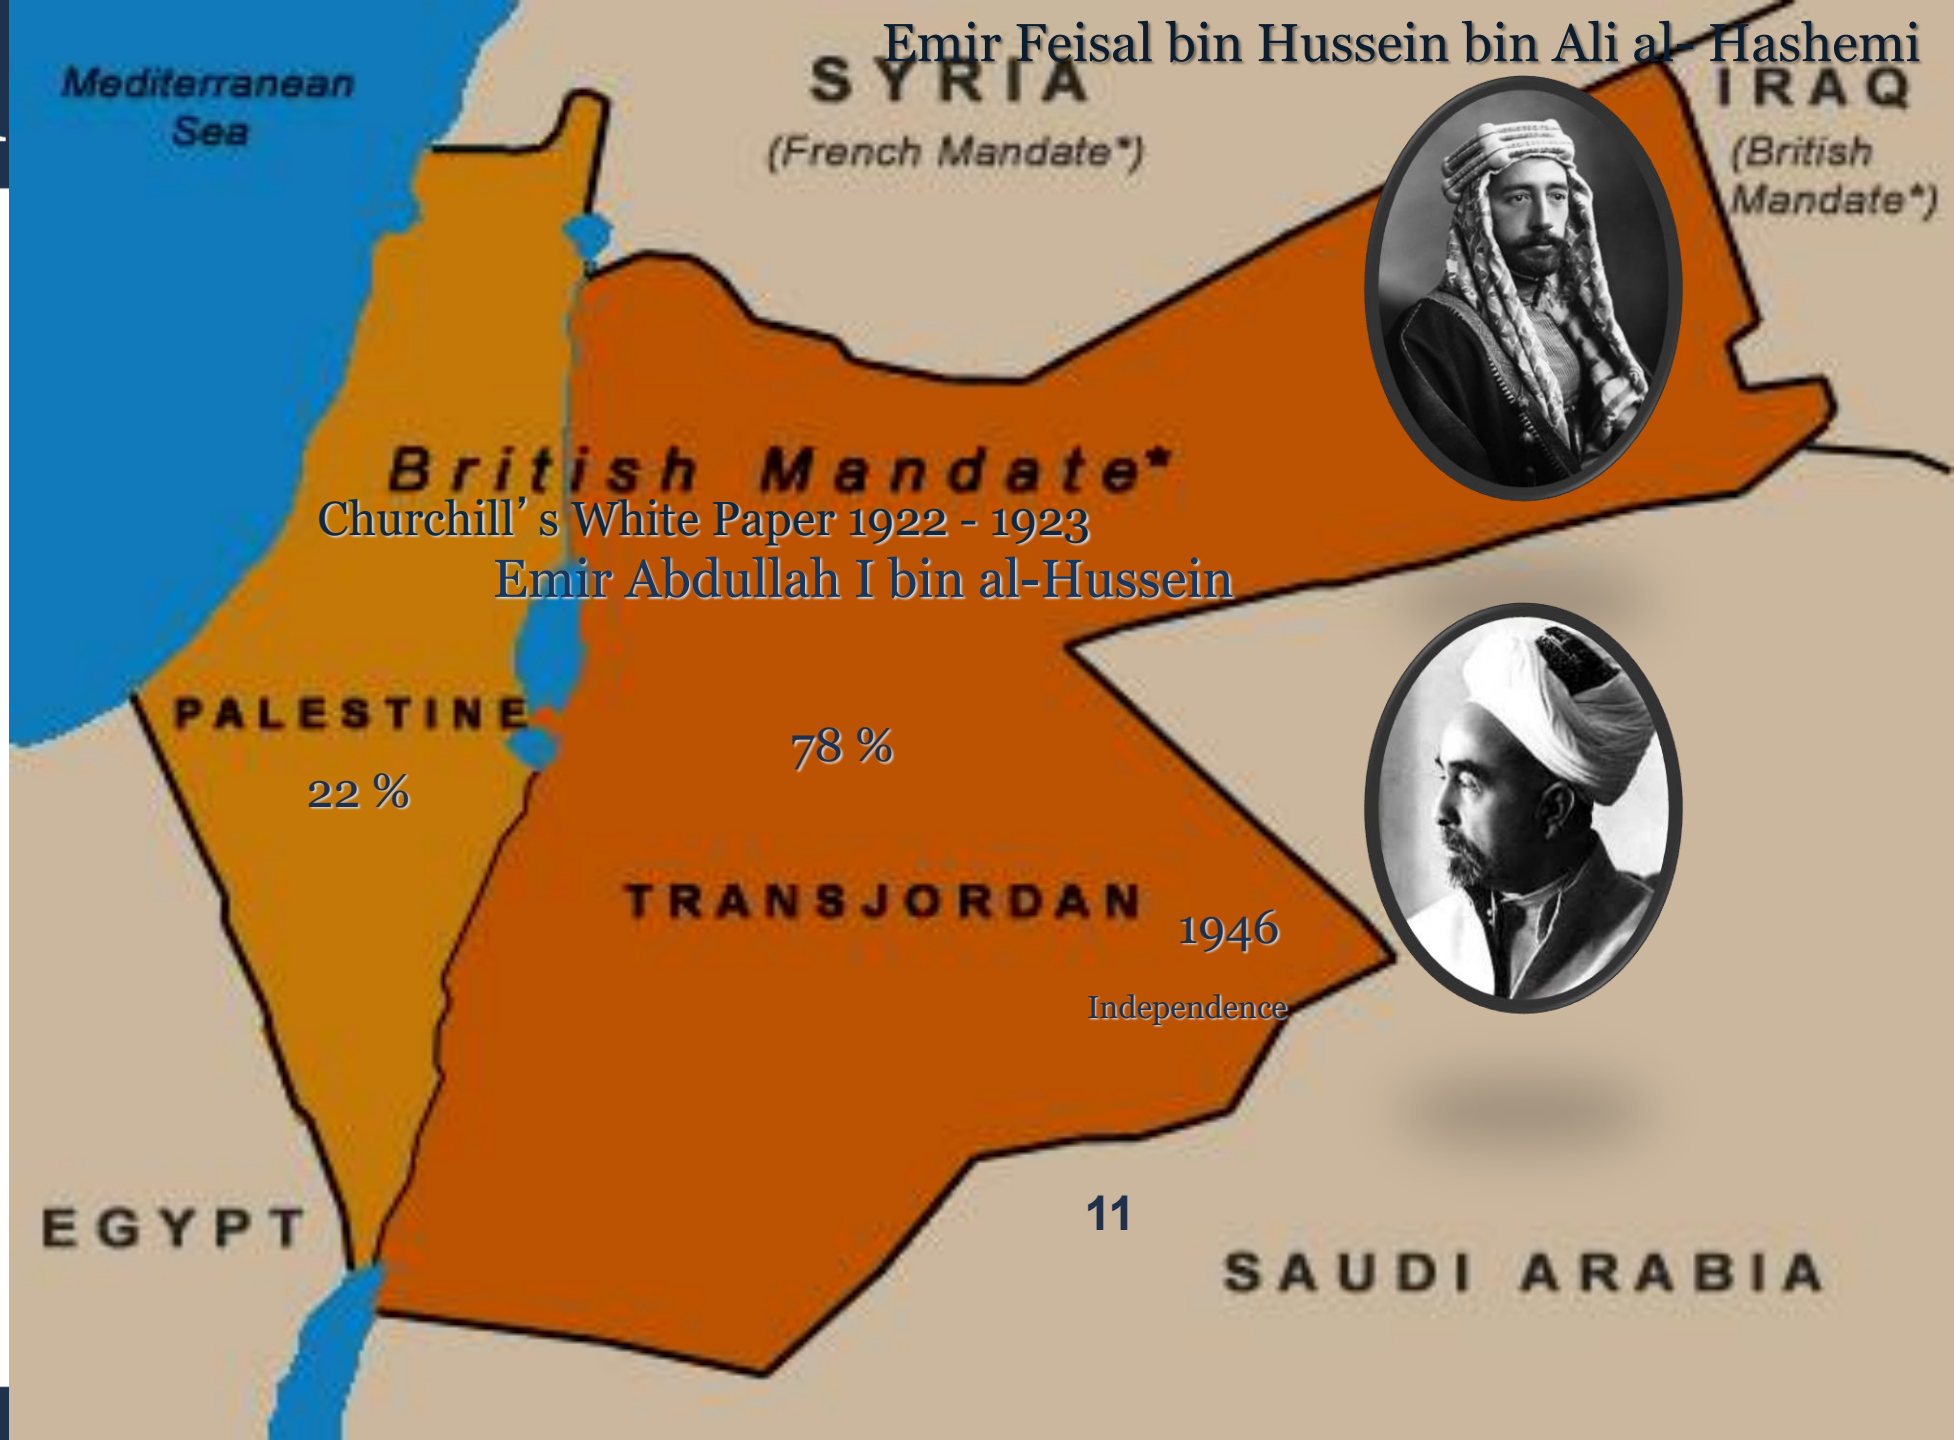 Emir Feisal bin Hussein bin Ali al- Hashemi
Mediterranean
Sea
SYRIA
(French Mandate*)
IRAQ
(British
Mandate*)
British Mandate*
Churchill’s White Paper 1922 - 1923
Emir Abdullah I bin al-Hussein
PALESTINE
22 %
78 %
TRANSJORDAN
1946
Independence
EGYPT
11
SAUDI ARABIA